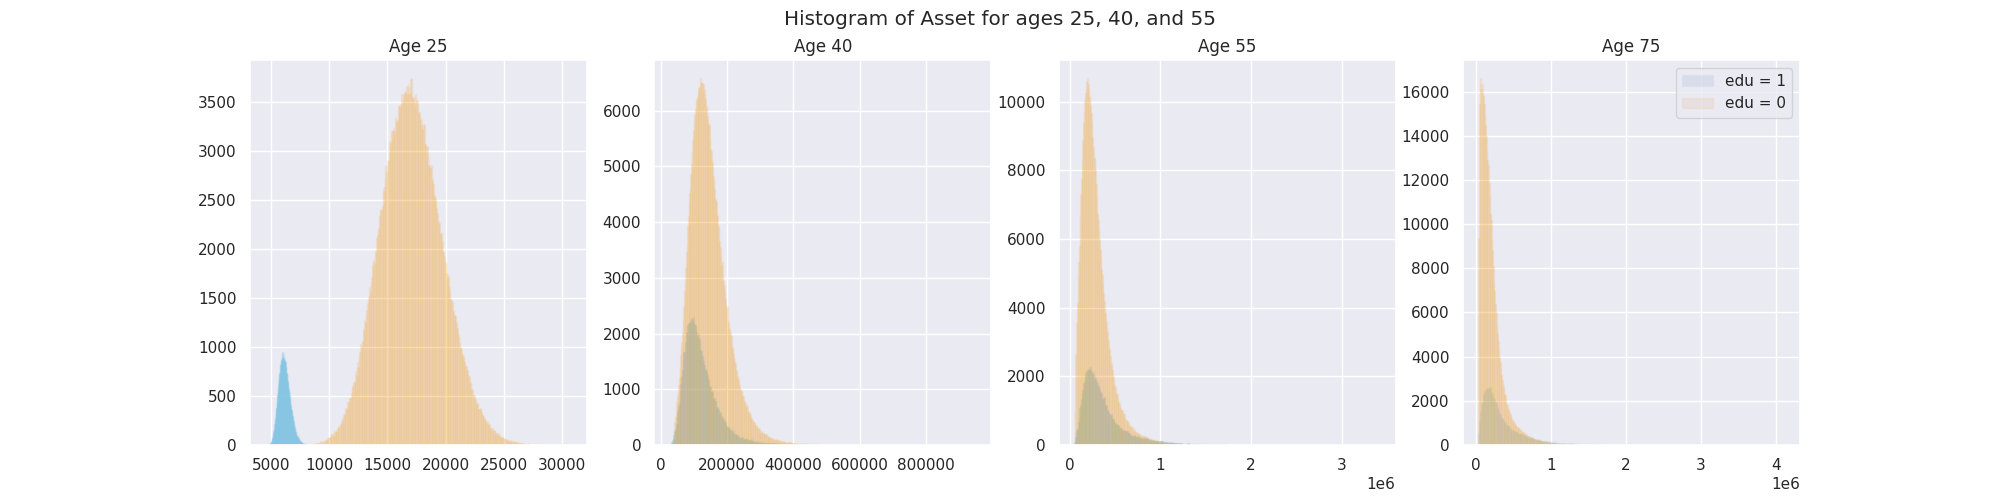 Histogram of Asset for ages 25, 40, and 55
Age 25
3500
3000
2500
2000
1500
1000
500
0
5000 10000 15000 20000 25000 30000
Age 40
6000
5000
4000
3000
2000
1000
0
0 200000 400000 600000 800000
Age 55
10000
8000
6000
4000
2000
0
0 1 2 3
1e6
Age 75
edu = 1
edu = 0
16000
14000
12000
10000
8000
6000
4000
2000
0
0 1 2 3 4
1e6